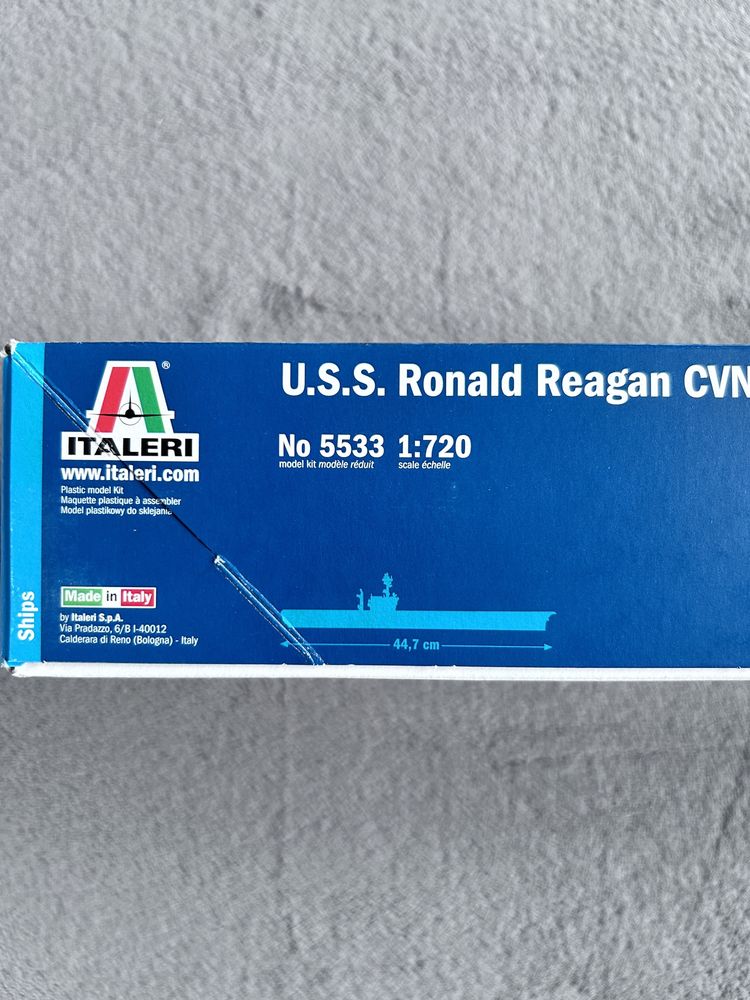 ®
ITALERI
www.italeri.com
Plastic model Kit
Maquette plastique à assembler
Model plastikowy do sklejania
Made in Italy
by Italeri S.p.A.
Via Pradazzo, 6/B I-40012
Calderara di Reno (Bologna) - Italy
Ships
U.S.S. Ronald Reagan CVN
No 5533 1:720
model kit modèle réduit scale échelle
44,7 cm